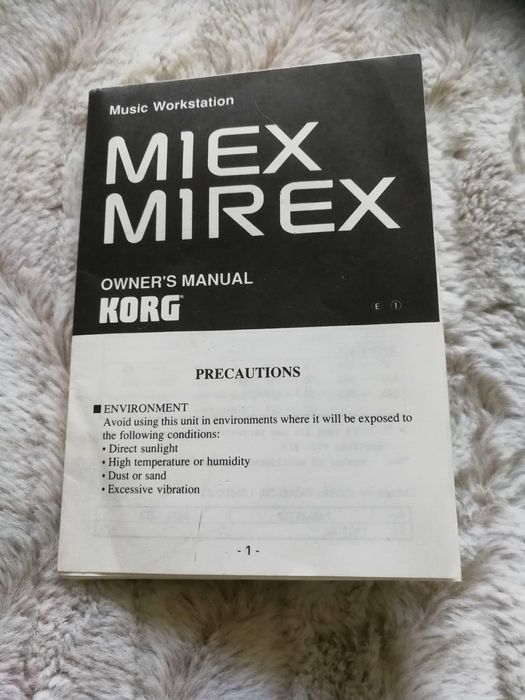 Music Workstation
M1EX
M1REX
OWNER'S MANUAL
KORG
E 1
PRECAUTIONS
■ ENVIRONMENT
Avoid using this unit in environments where it will be exposed to
the following conditions:
• Direct sunlight
• High temperature or humidity
• Dust or sand
• Excessive vibration
- 1 -